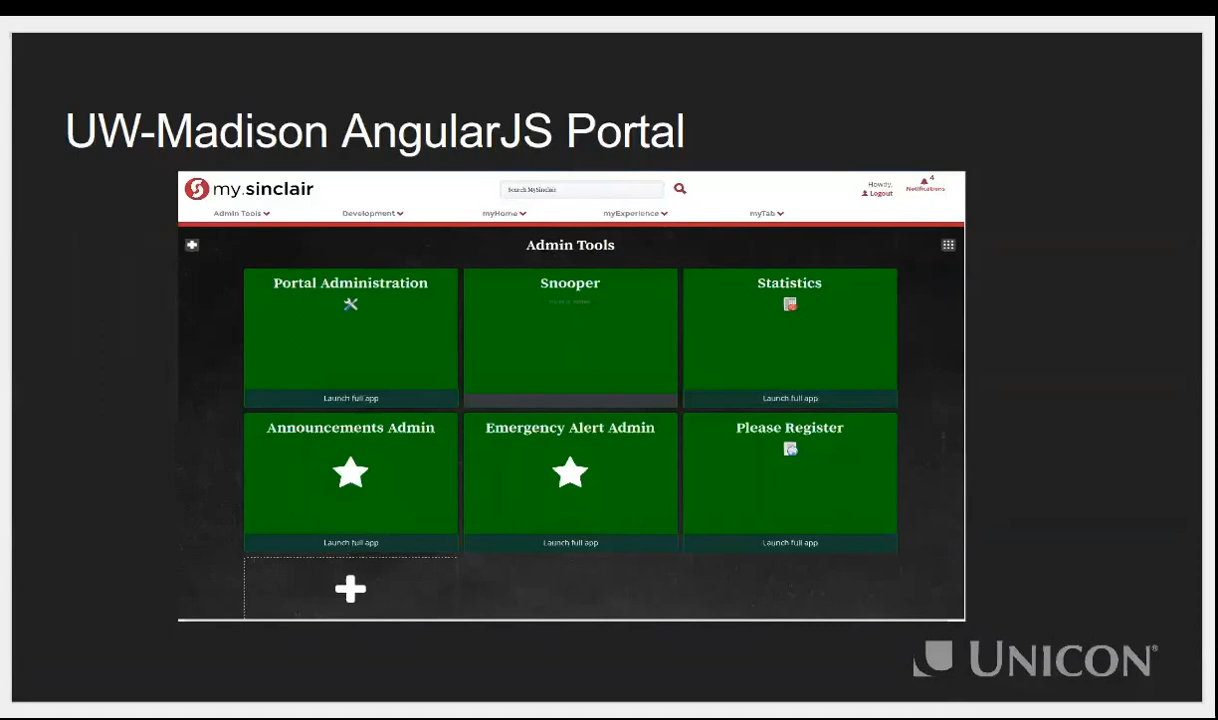 UW-Madison AngularJS Portal
my.sinclair
Search MySinclair
Howdy,
Logout
4
Notifications
Admin Tools
Development
myHome
myExperience
myTab
Admin Tools
Portal Administration
Snooper
Statistics
Launch full app
Launch full app
Announcements Admin
Emergency Alert Admin
Please Register
Launch full app
Launch full app
Launch full app
UNICON®